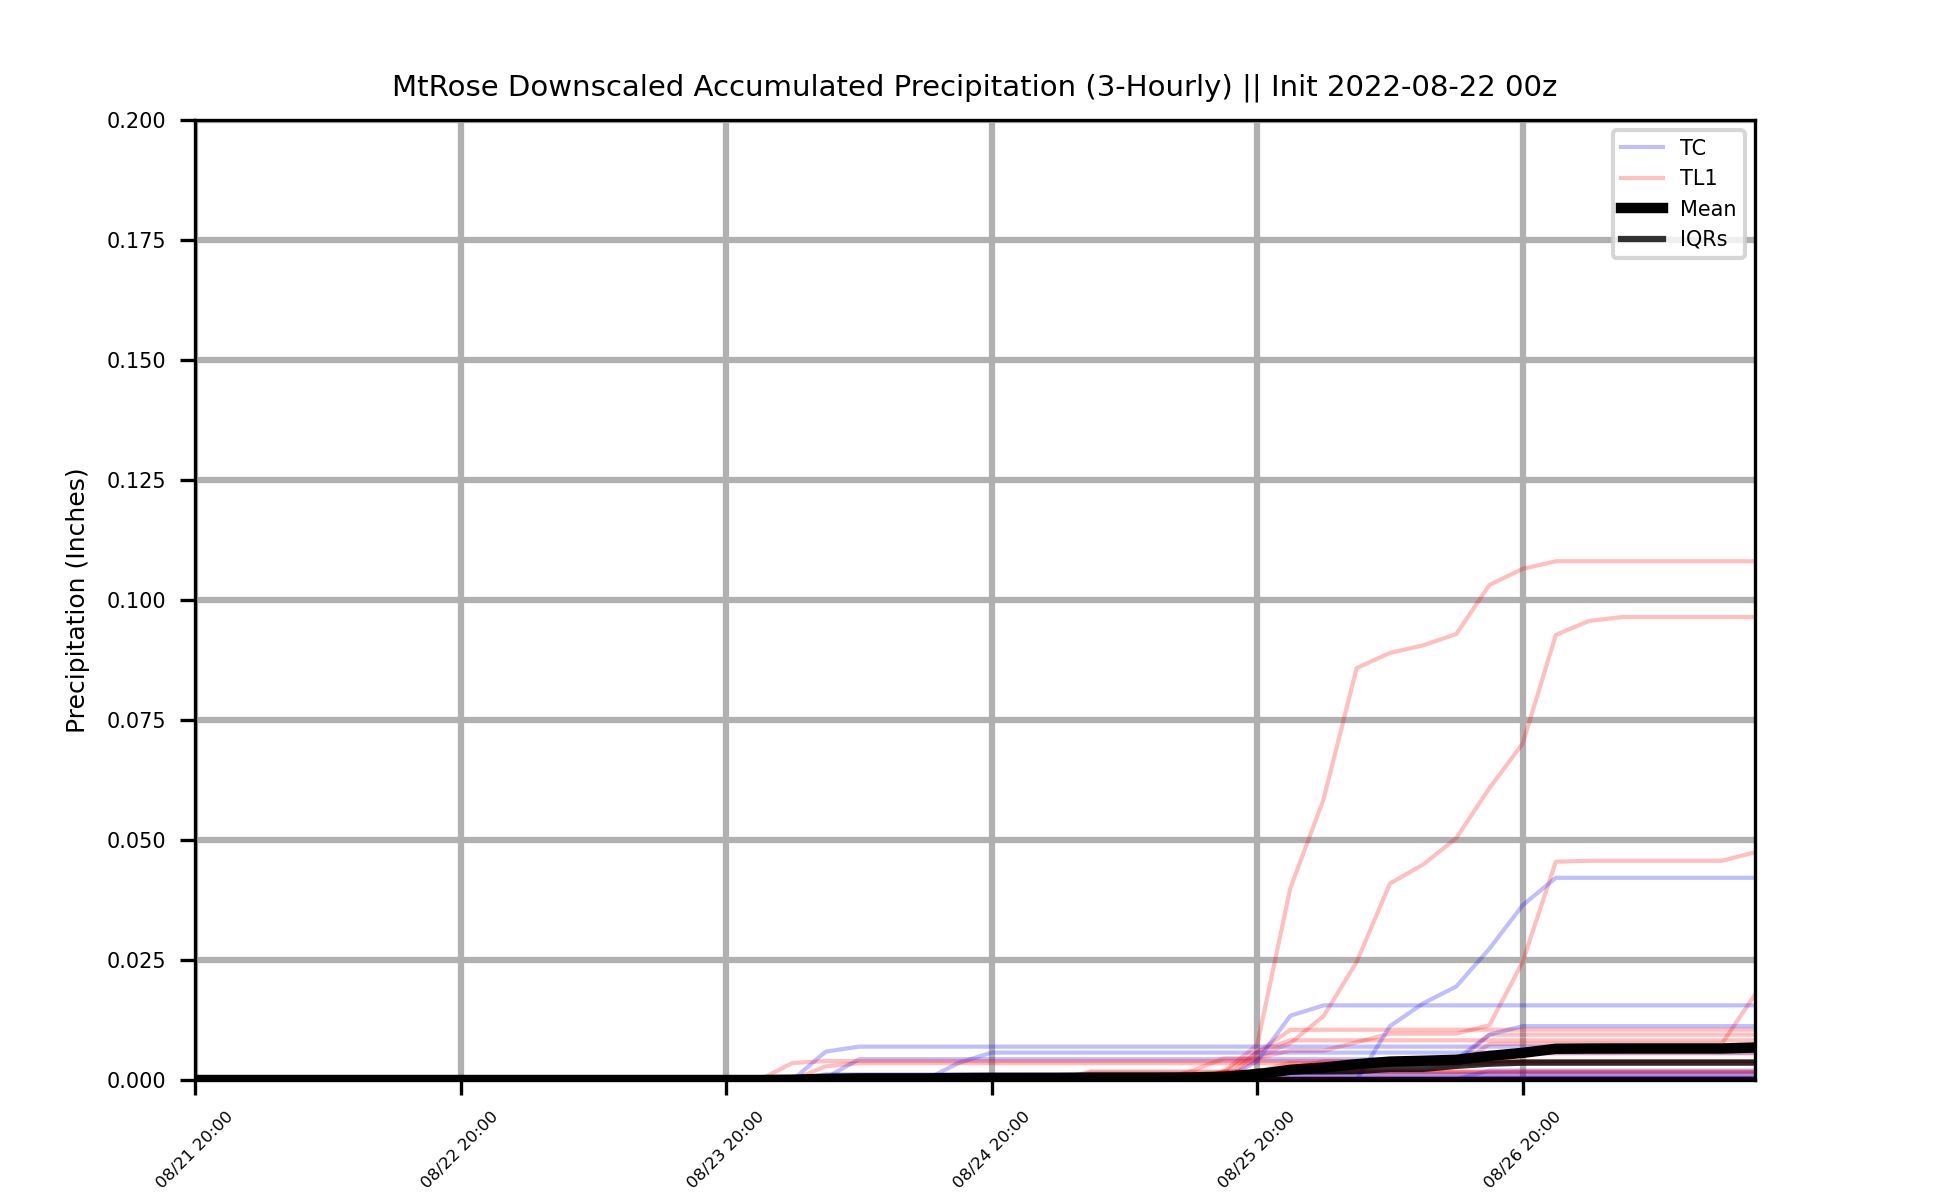 MtRose Downscaled Accumulated Precipitation (3-Hourly) || Init 2022-08-22 00z
0.200
0.175
0.150
0.125
0.100
0.075
0.050
0.025
0.000
Precipitation (Inches)
TC
TL1
Mean
IQRs
08/21 20:00
08/22 20:00
08/23 20:00
08/24 20:00
08/25 20:00
08/26 20:00